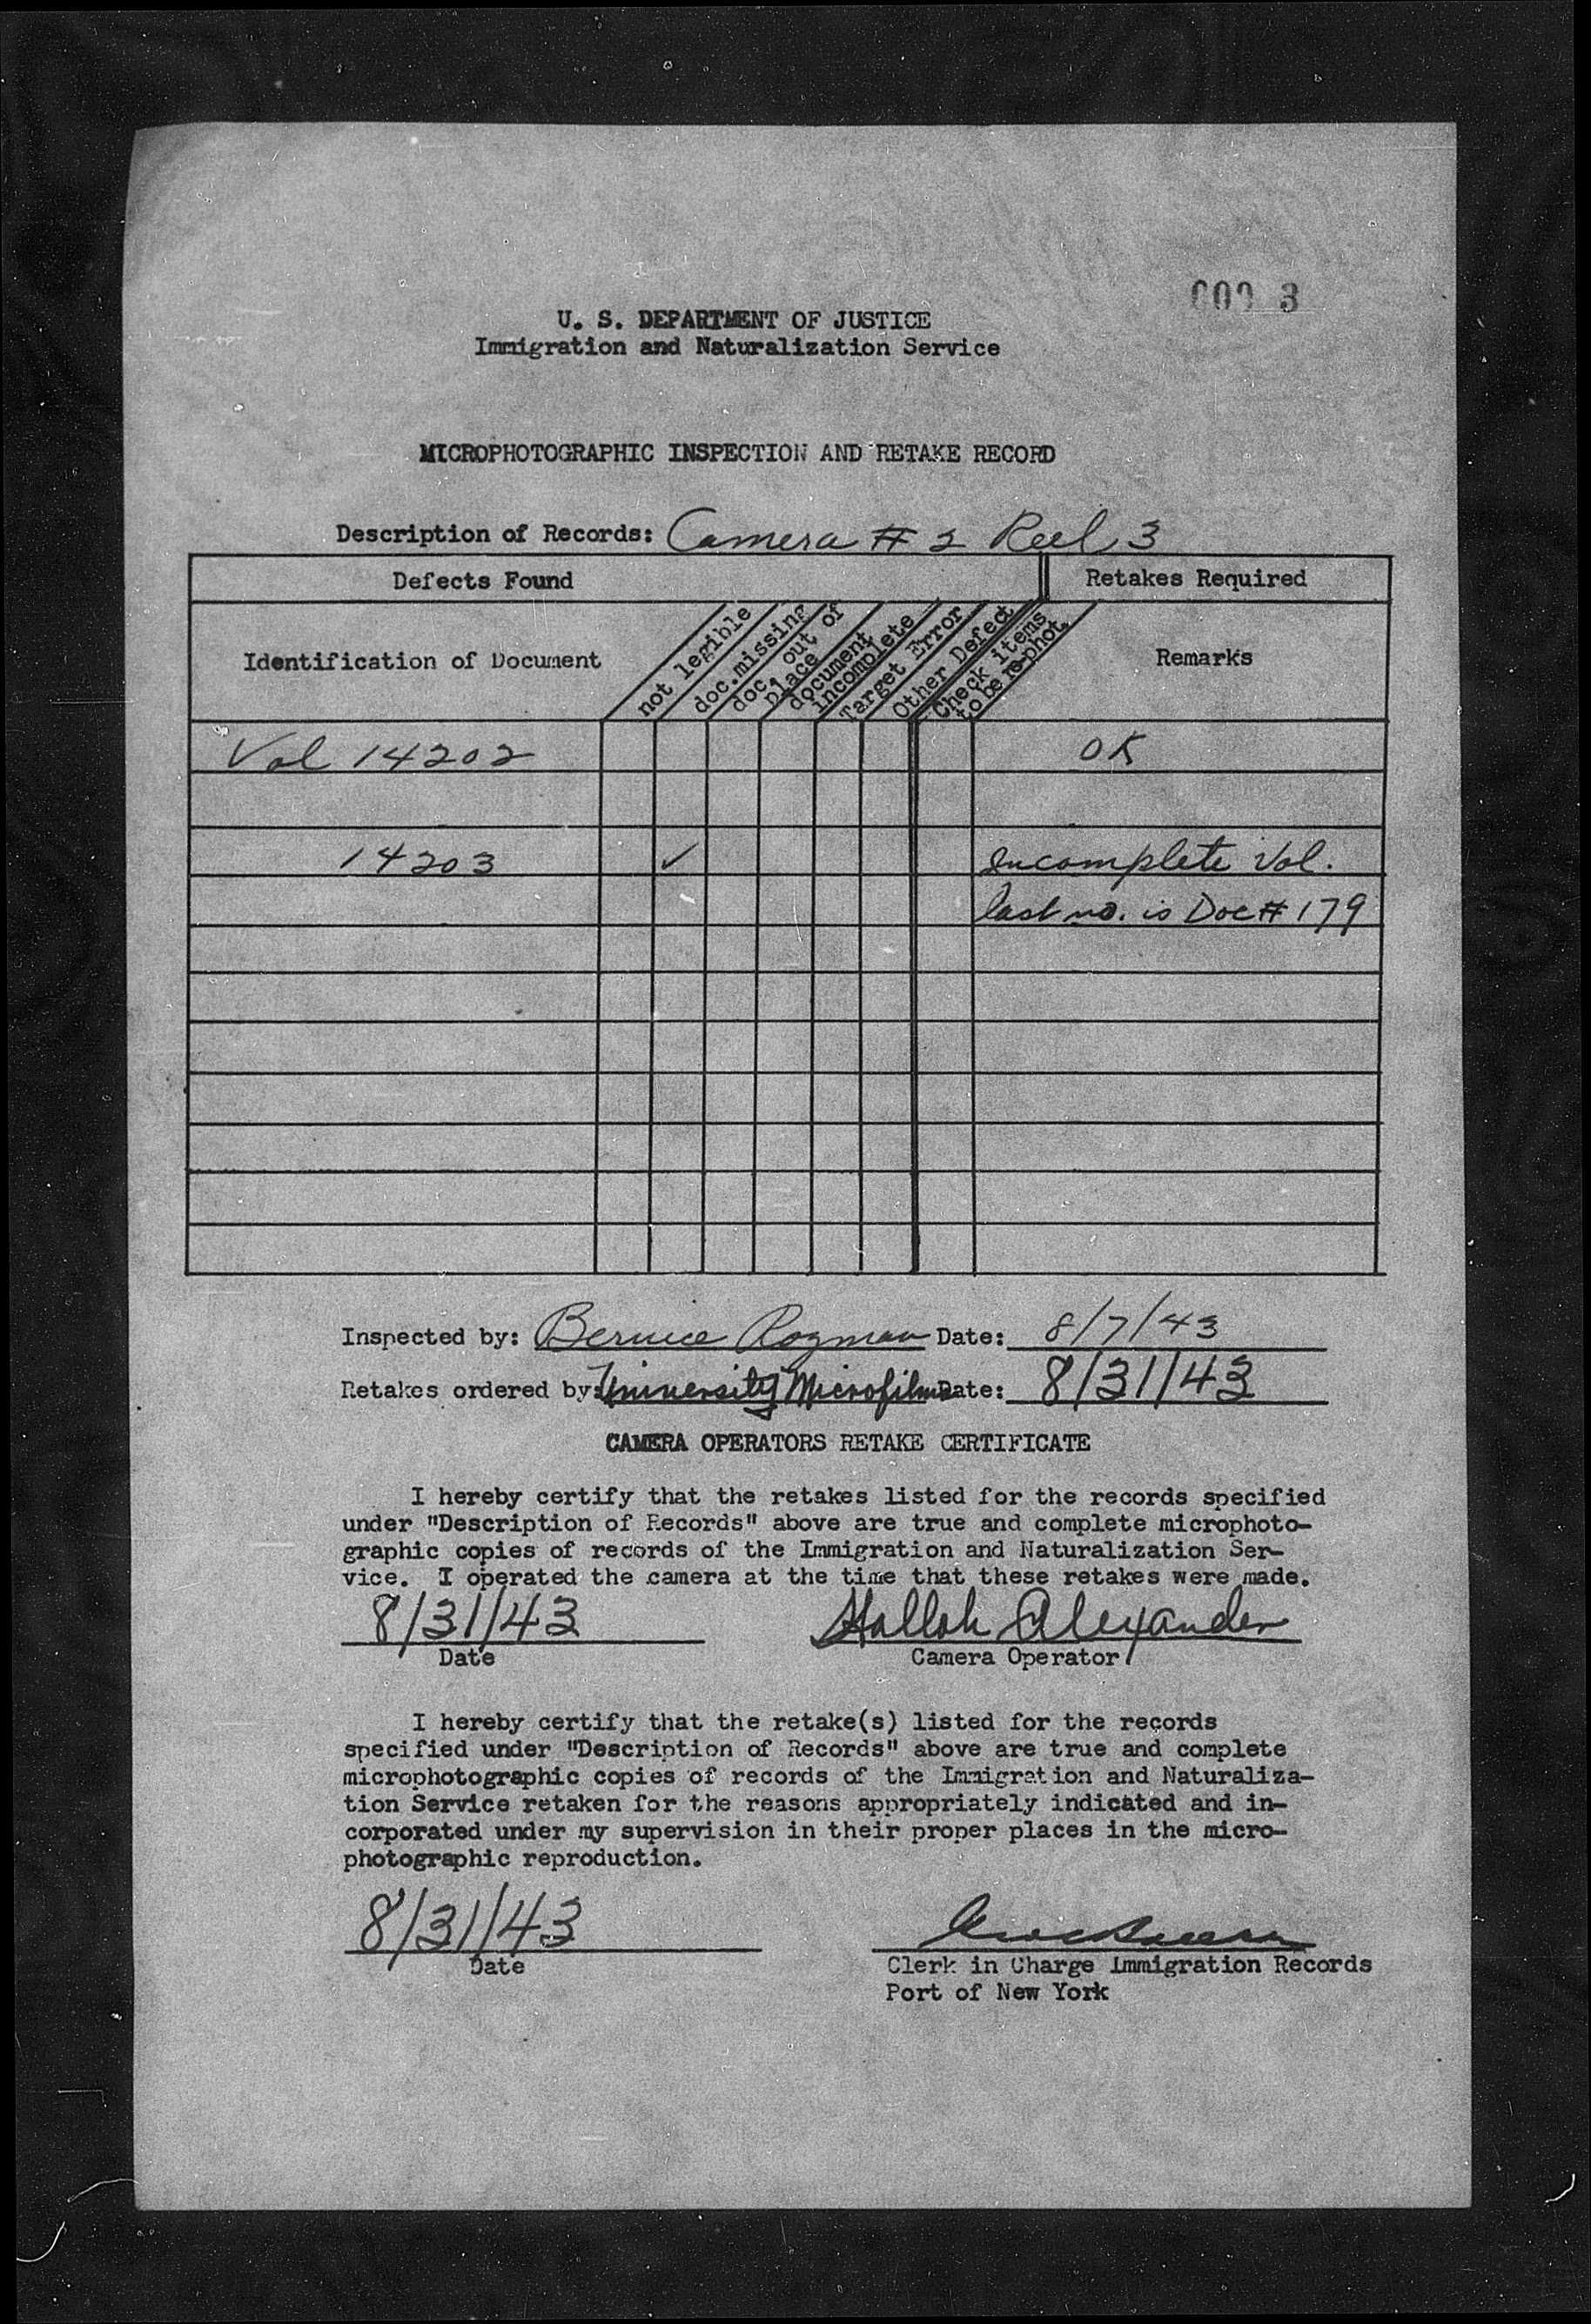 3
U. S. DEPARTMENT OF JUSTICE
Immigration and Naturalization Service
MICROPHOTOGRAPHIC INSPECTION AND RETAKE RECORD
Description of Records: Camera # 2 Reel 3
Defects Found
Retakes Required
Identification of Document
not legible
doc.missing
doc. out of
place
document
incomplete
Target Error
Other Defect
Check items
to be re-phot.
Remarks
Vol 14202 OK
14203 ✓ Incomplete Vol.
last no. is Doc # 179
Inspected by: Bernice Rozman Date: 8/7/43
Retakes ordered by: University Microfilms Date: 8/31/43
CAMERA OPERATORS RETAKE CERTIFICATE
I hereby certify that the retakes listed for the records specified
under "Description of Records" above are true and complete microphoto-
graphic copies of records of the Immigration and Naturalization Ser-
vice. I operated the camera at the time that these retakes were made.
8/31/43 Alexander
Date Camera Operator
I hereby certify that the retake(s) listed for the records
specified under "Description of Records" above are true and complete
microphotographic copies of records of the Immigration and Naturaliza-
tion Service retaken for the reasons appropriately indicated and in-
corporated under my supervision in their proper places in the micro-
photographic reproduction.
8/31/43
Date
Clerk in Charge Immigration Records
Port of New York